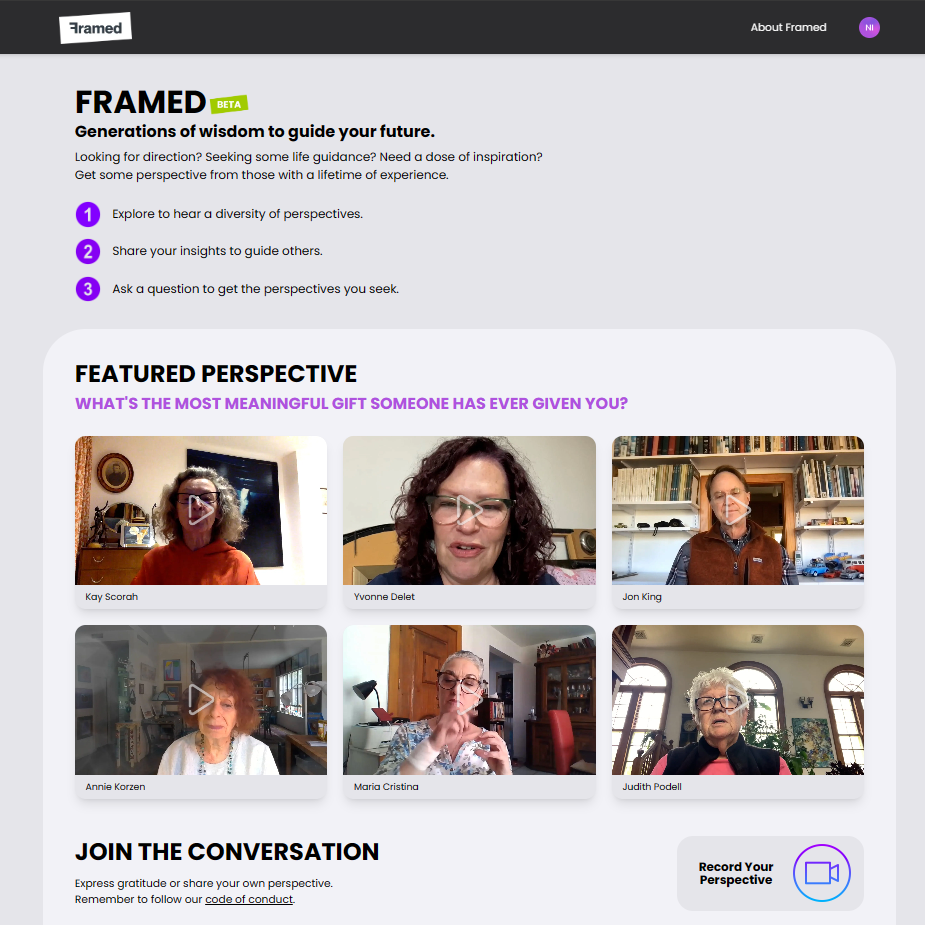 Framed
About Framed
NI
FRAMED BETA
Generations of wisdom to guide your future.
Looking for direction? Seeking some life guidance? Need a dose of inspiration?
Get some perspective from those with a lifetime of experience.
1 Explore to hear a diversity of perspectives.
2 Share your insights to guide others.
3 Ask a question to get the perspectives you seek.
FEATURED PERSPECTIVE
WHAT'S THE MOST MEANINGFUL GIFT SOMEONE HAS EVER GIVEN YOU?
Kay Scorah
Yvonne Delet
Jon King
Annie Korzen
Maria Cristina
Judith Podell
JOIN THE CONVERSATION
Express gratitude or share your own perspective.
Remember to follow our code of conduct.
Record Your
Perspective